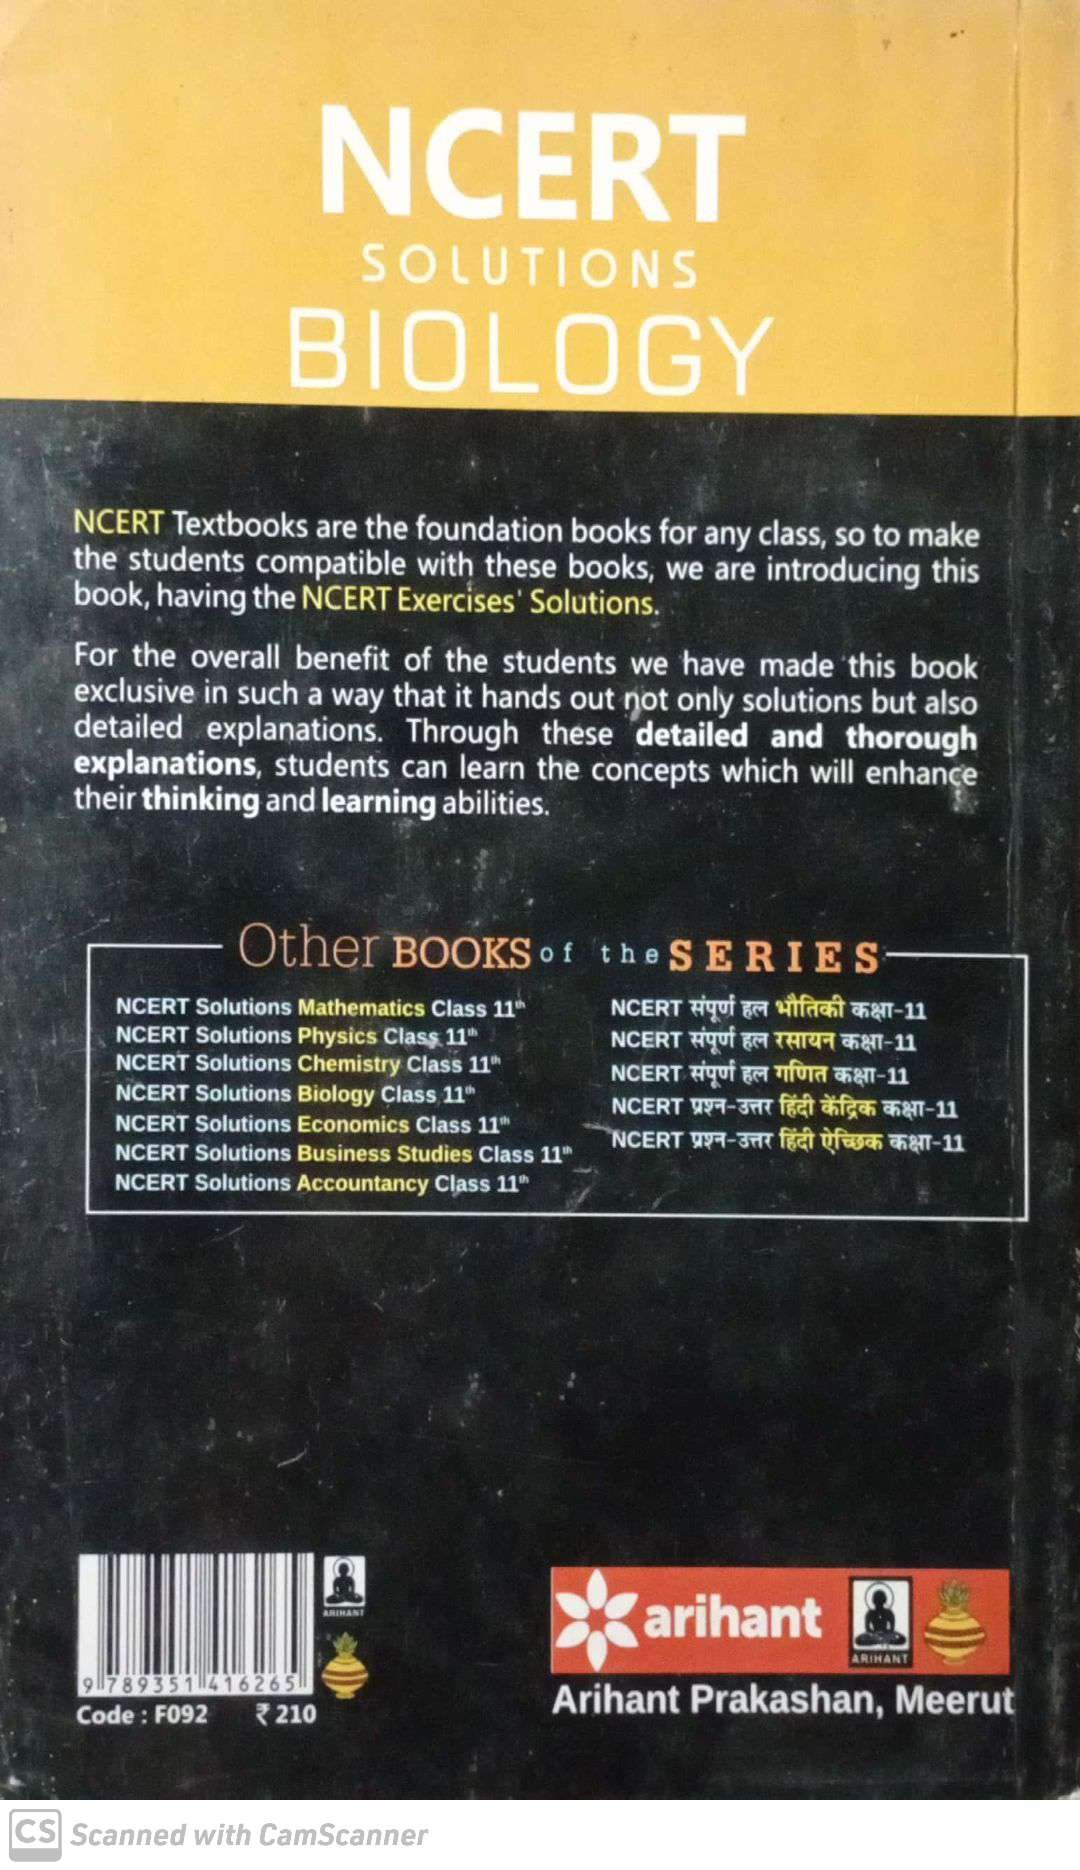 NCERT
SOLUTIONS
BIOLOGY
NCERT Textbooks are the foundation books for any class, so to make
the students compatible with these books, we are introducing this
book, having the NCERT Exercises' Solutions.
For the overall benefit of the students we have made this book
exclusive in such a way that it hands out not only solutions but also
detailed explanations. Through these detailed and thorough
explanations, students can learn the concepts which will enhance
their thinking and learning abilities.
Other BOOKS of the SERIES
NCERT Solutions Mathematics Class 11th
NCERT Solutions Physics Class 11th
NCERT Solutions Chemistry Class 11th
NCERT Solutions Biology Class 11th
NCERT Solutions Economics Class 11th
NCERT Solutions Business Studies Class 11th
NCERT Solutions Accountancy Class 11th
NCERT संपूर्ण हल भौतिकी कक्षा-11
NCERT संपूर्ण हल रसायन कक्षा-11
NCERT संपूर्ण हल गणित कक्षा-11
NCERT प्रश्न-उत्तर हिंदी केंद्रिक कक्षा-11
NCERT प्रश्न-उत्तर हिंदी ऐच्छिक कक्षा-11
ARIHANT
9 789351 416265
Code : F092 ₹ 210
arihant
ARIHANT
Arihant Prakashan, Meerut
CS Scanned with CamScanner